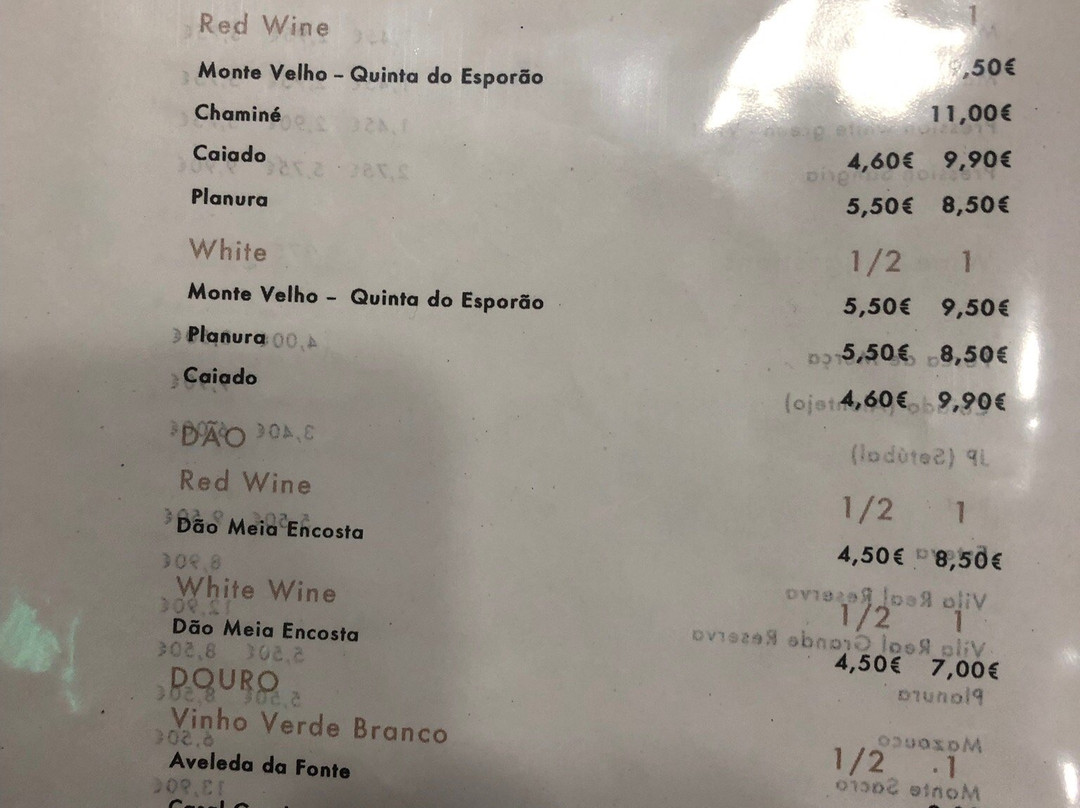 Red Wine 1
Monte Velho – Quinta do Esporão ,50€
Chaminé 11,00€
Caiado 4,60€ 9,90€
Planura 5,50€ 8,50€
White 1/2 1
Monte Velho – Quinta do Esporão 5,50€ 9,50€
Planura 5,50€ 8,50€
Caiado 4,60€ 9,90€
DÃO
Red Wine 1/2 1
Dão Meia Encosta 4,50€ 8,50€
White Wine 1/2 1
Dão Meia Encosta 4,50€ 7,00€
DOURO
Vinho Verde Branco 1/2 1
Aveleda da Fonte